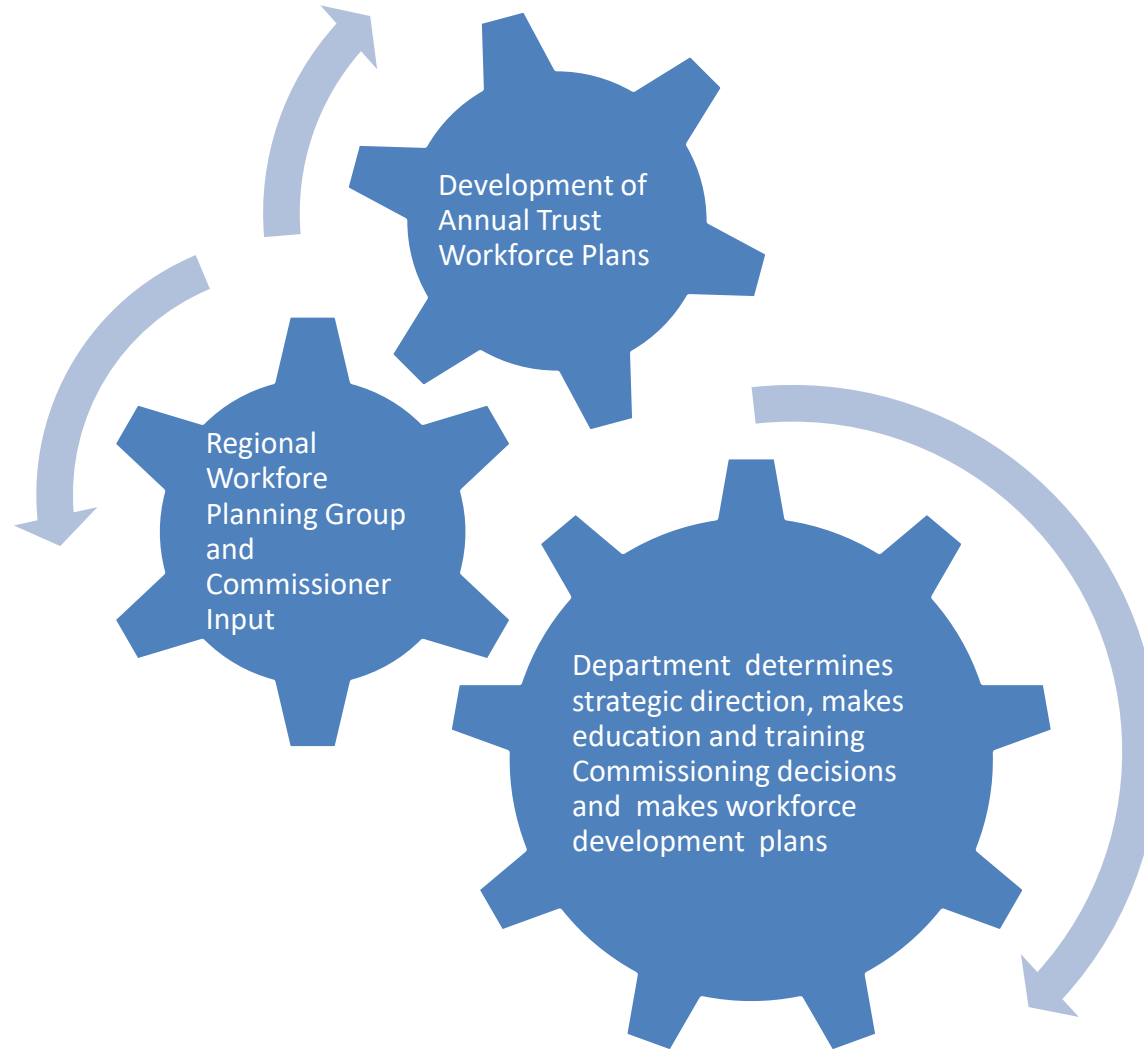 Development of
Annual Trust
Workforce Plans
Regional
Workfore
Planning Group
and
Commissioner
Input
Department  determines
strategic direction, makes
education and training
Commissioning decisions
and  makes workforce
development  plans